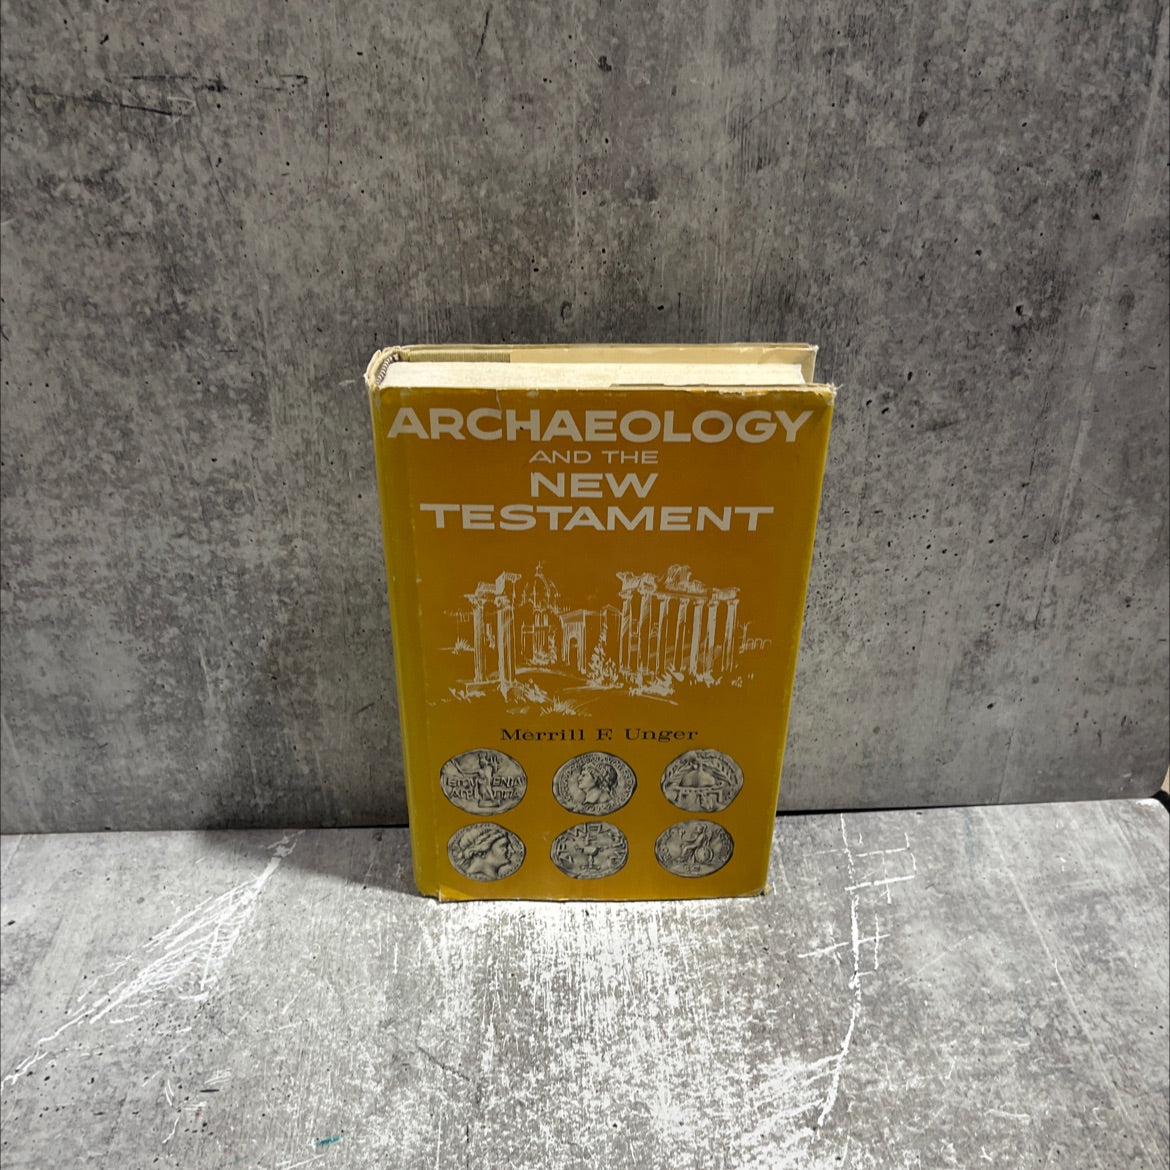 ARCHAEOLOGY
AND THE
NEW
TESTAMENT
Merrill F. Unger